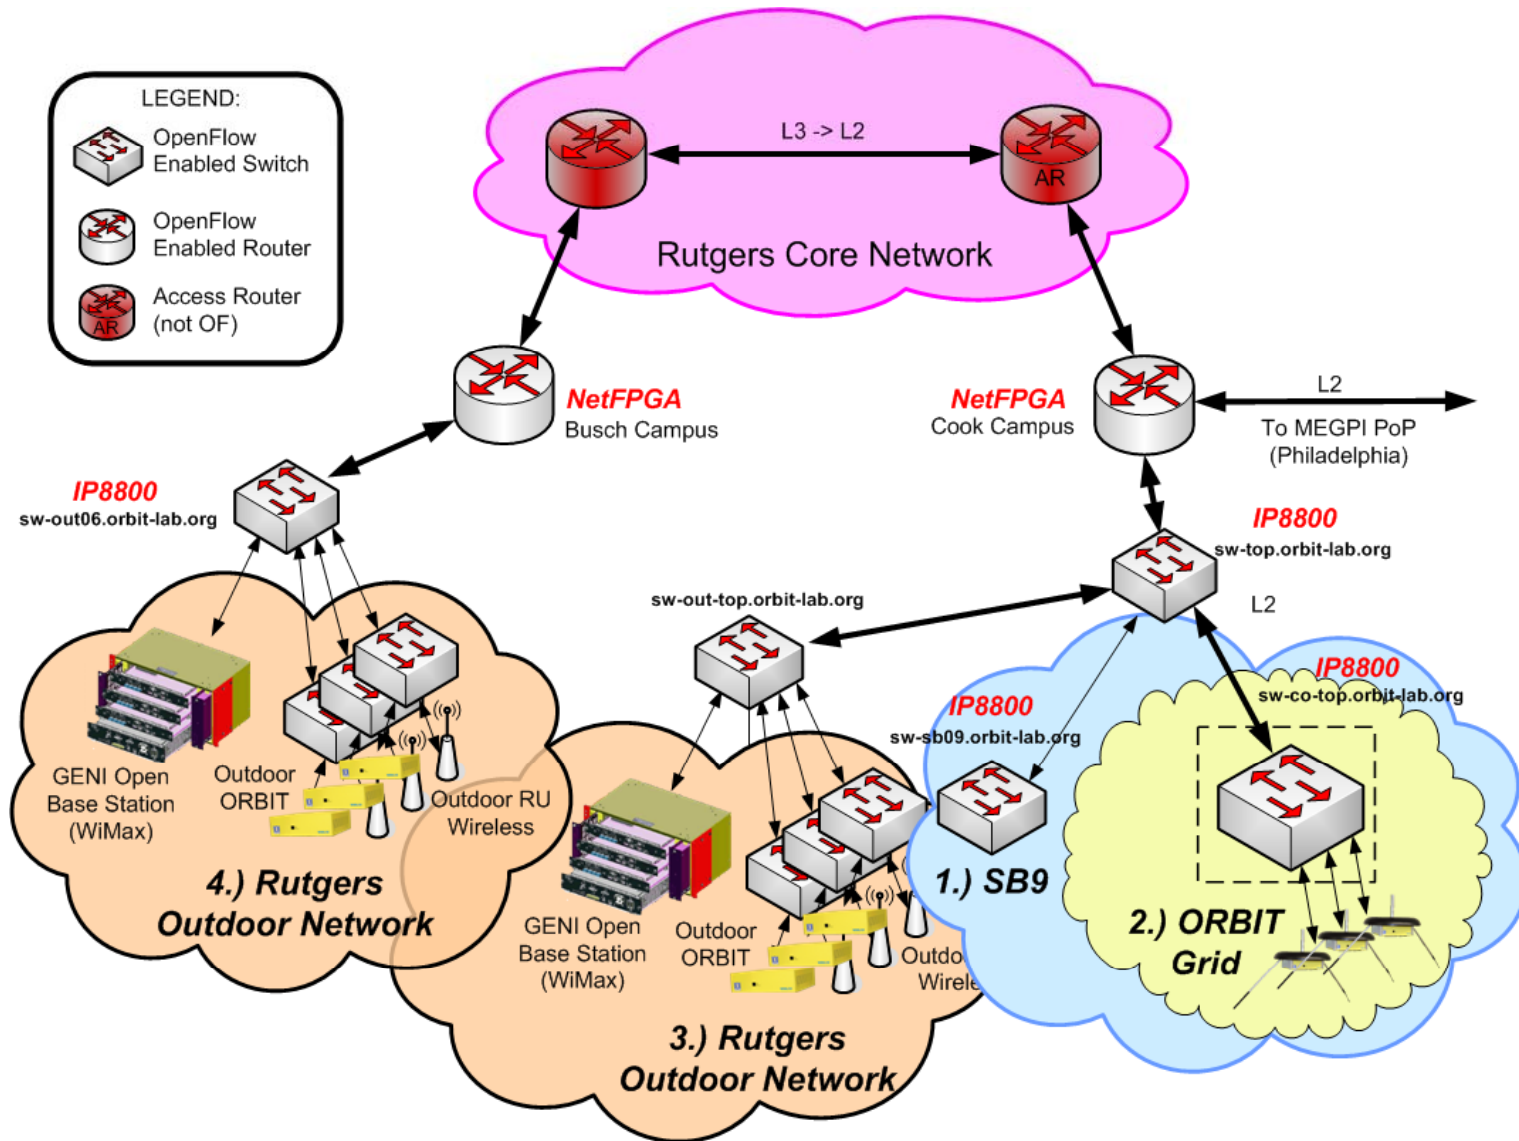 LEGEND:
OpenFlow
Enabled Switch
OpenFlow
Enabled Router
AR
Access Router
(not OF)
L3 -> L2
AR
Rutgers Core Network
NetFPGA
Busch Campus
NetFPGA
Cook Campus
L2
To MEGPI PoP
(Philadelphia)
IP8800
sw-out06.orbit-lab.org
IP8800
sw-top.orbit-lab.org
L2
sw-out-top.orbit-lab.org
IP8800
sw-co-top.orbit-lab.org
IP8800
sw-sb09.orbit-lab.org
GENI Open
Base Station
(WiMax)
Outdoor
ORBIT
Outdoor RU
Wireless
4.) Rutgers
Outdoor Network
GENI Open
Base Station
(WiMax)
Outdoor
ORBIT
Outdo
Wirele
3.) Rutgers
Outdoor Network
1.) SB9
2.) ORBIT
Grid